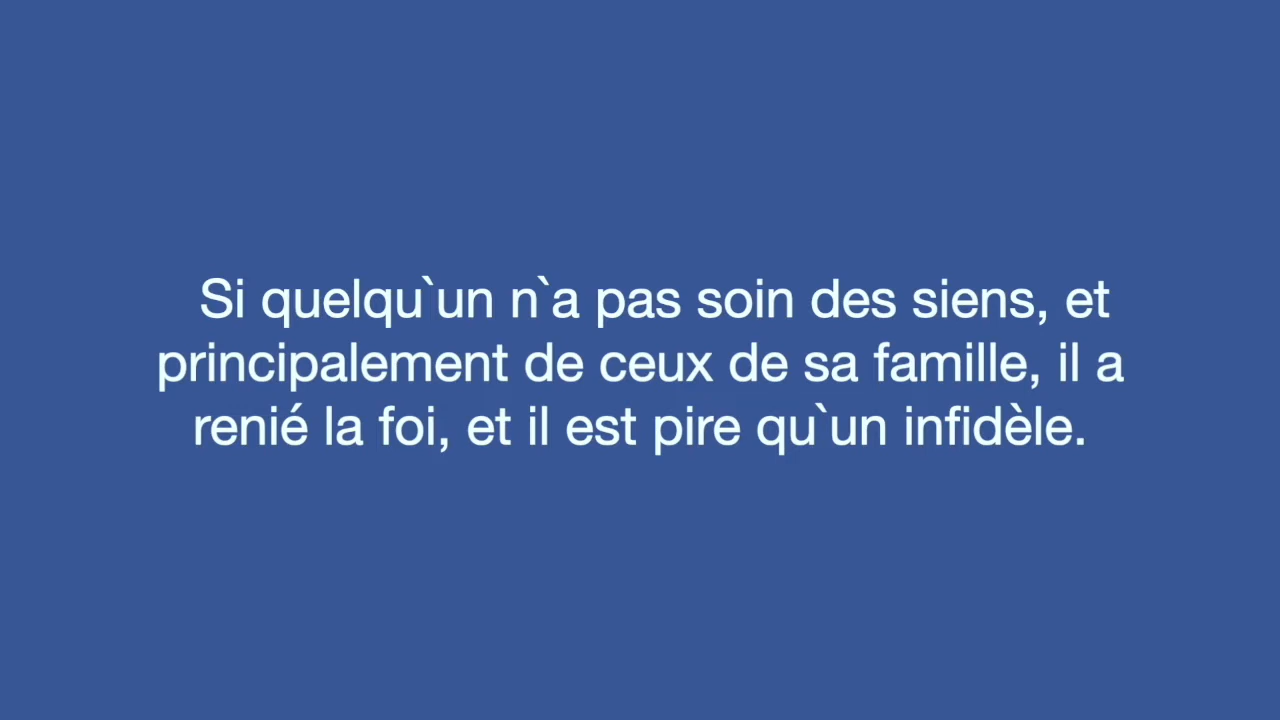 Si quelqu`un n`a pas soin des siens, et
principalement de ceux de sa famille, il a
renié la foi, et il est pire qu`un infidèle.